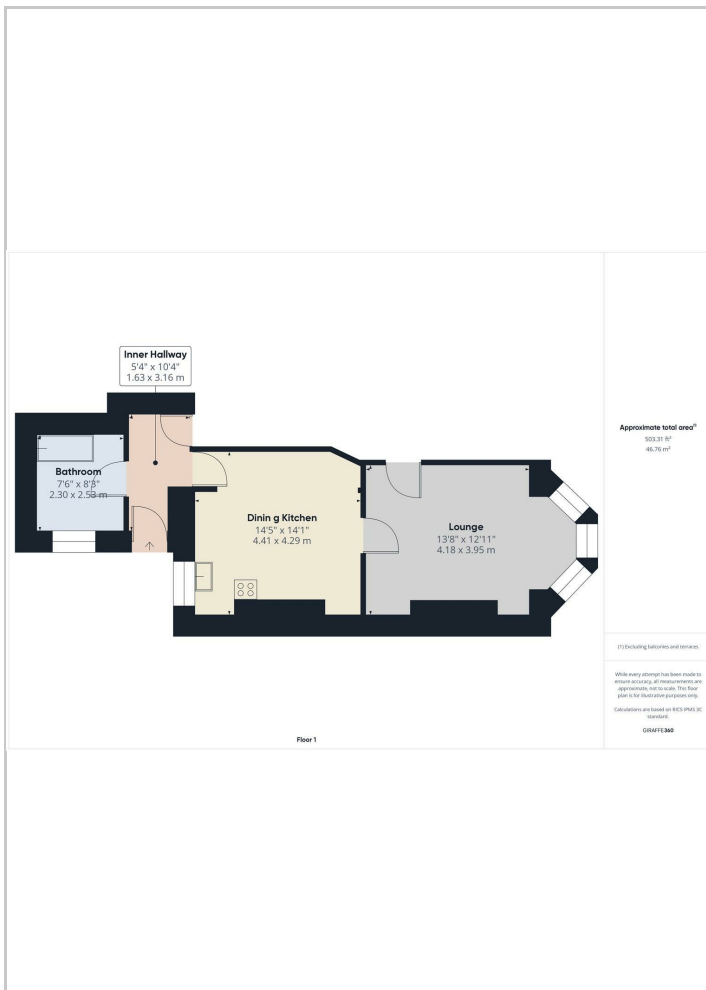 Inner Hallway
5'4" x 10'4"
1.63 x 3.16 m
Bathroom
7'6" x 8'3"
2.30 x 2.53 m
Dinin g Kitchen
14'5" x 14'1"
4.41 x 4.29 m
Lounge
13'8" x 12'11"
4.18 x 3.95 m
Floor 1
Approximate total area⁽¹⁾
503.31 ft²
46.76 m²
(1) Excluding balconies and terraces
While every attempt has been made to
ensure accuracy, all measurements are
approximate, not to scale. This floor
plan is for illustrative purposes only.
Calculations are based on RICS IPMS 3C
standard.
GIRAFFE360